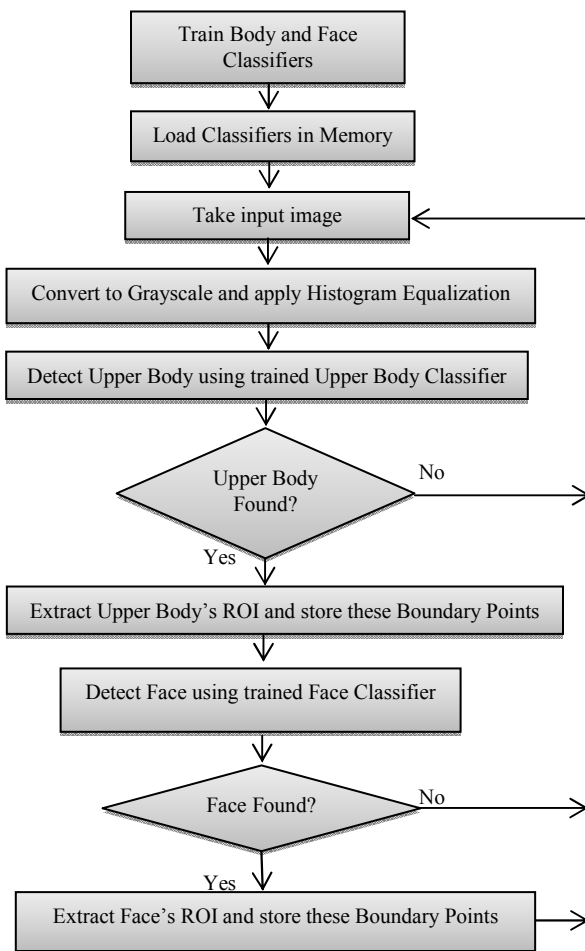 Train Body and Face
Classifiers
Load Classifiers in Memory
Take input image
Convert to Grayscale and apply Histogram Equalization
Detect Upper Body using trained Upper Body Classifier
Upper Body
Found?
No
Yes
Extract Upper Body's ROI and store these Boundary Points
Detect Face using trained Face Classifier
Face Found?
No
Yes
Extract Face's ROI and store these Boundary Points